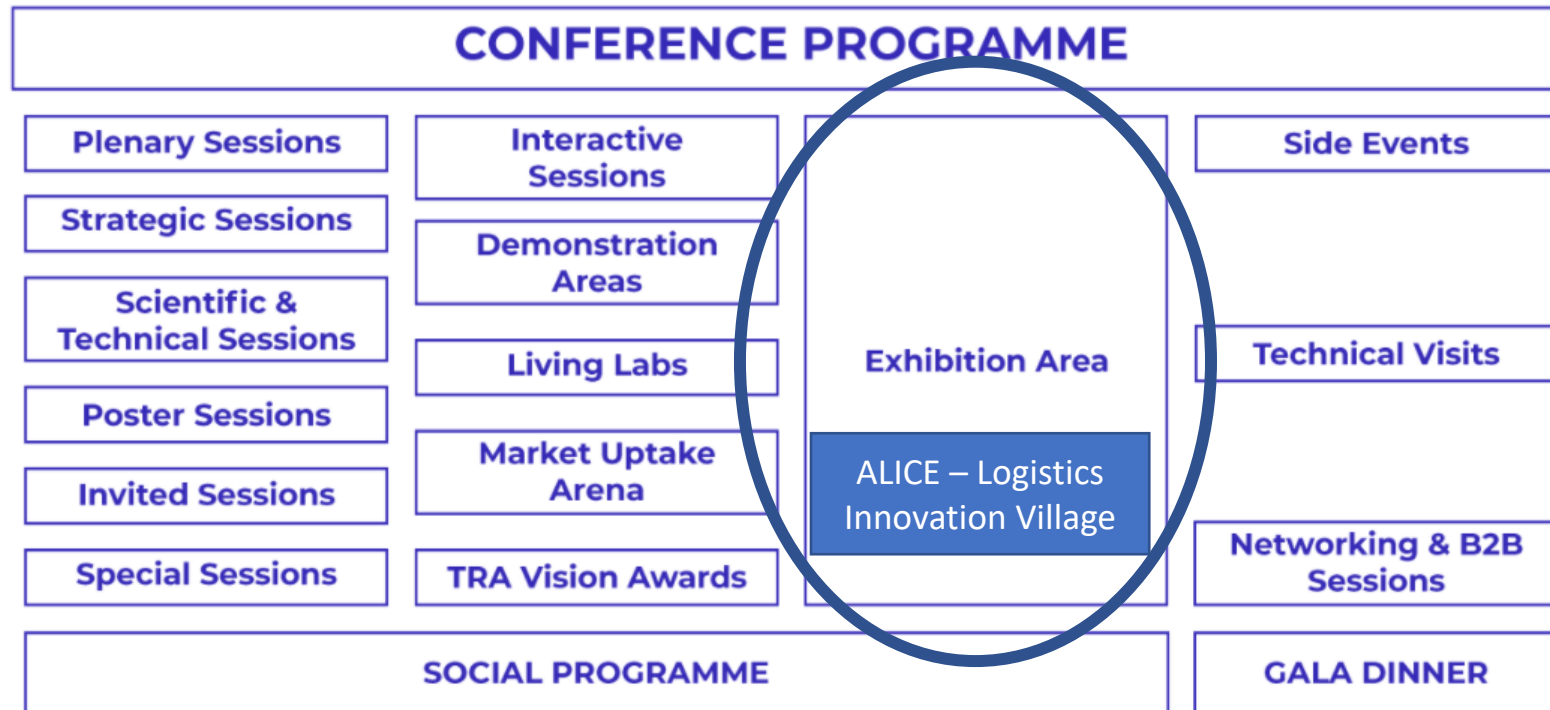 CONFERENCE PROGRAMME
Plenary Sessions
Strategic Sessions
Scientific &
Technical Sessions
Poster Sessions
Invited Sessions
Special Sessions
Interactive
Sessions
Demonstration
Areas
Living Labs
Market Uptake
Arena
TRA Vision Awards
Exhibition Area
ALICE – Logistics
Innovation Village
Side Events
Technical Visits
Networking & B2B
Sessions
SOCIAL PROGRAMME
GALA DINNER